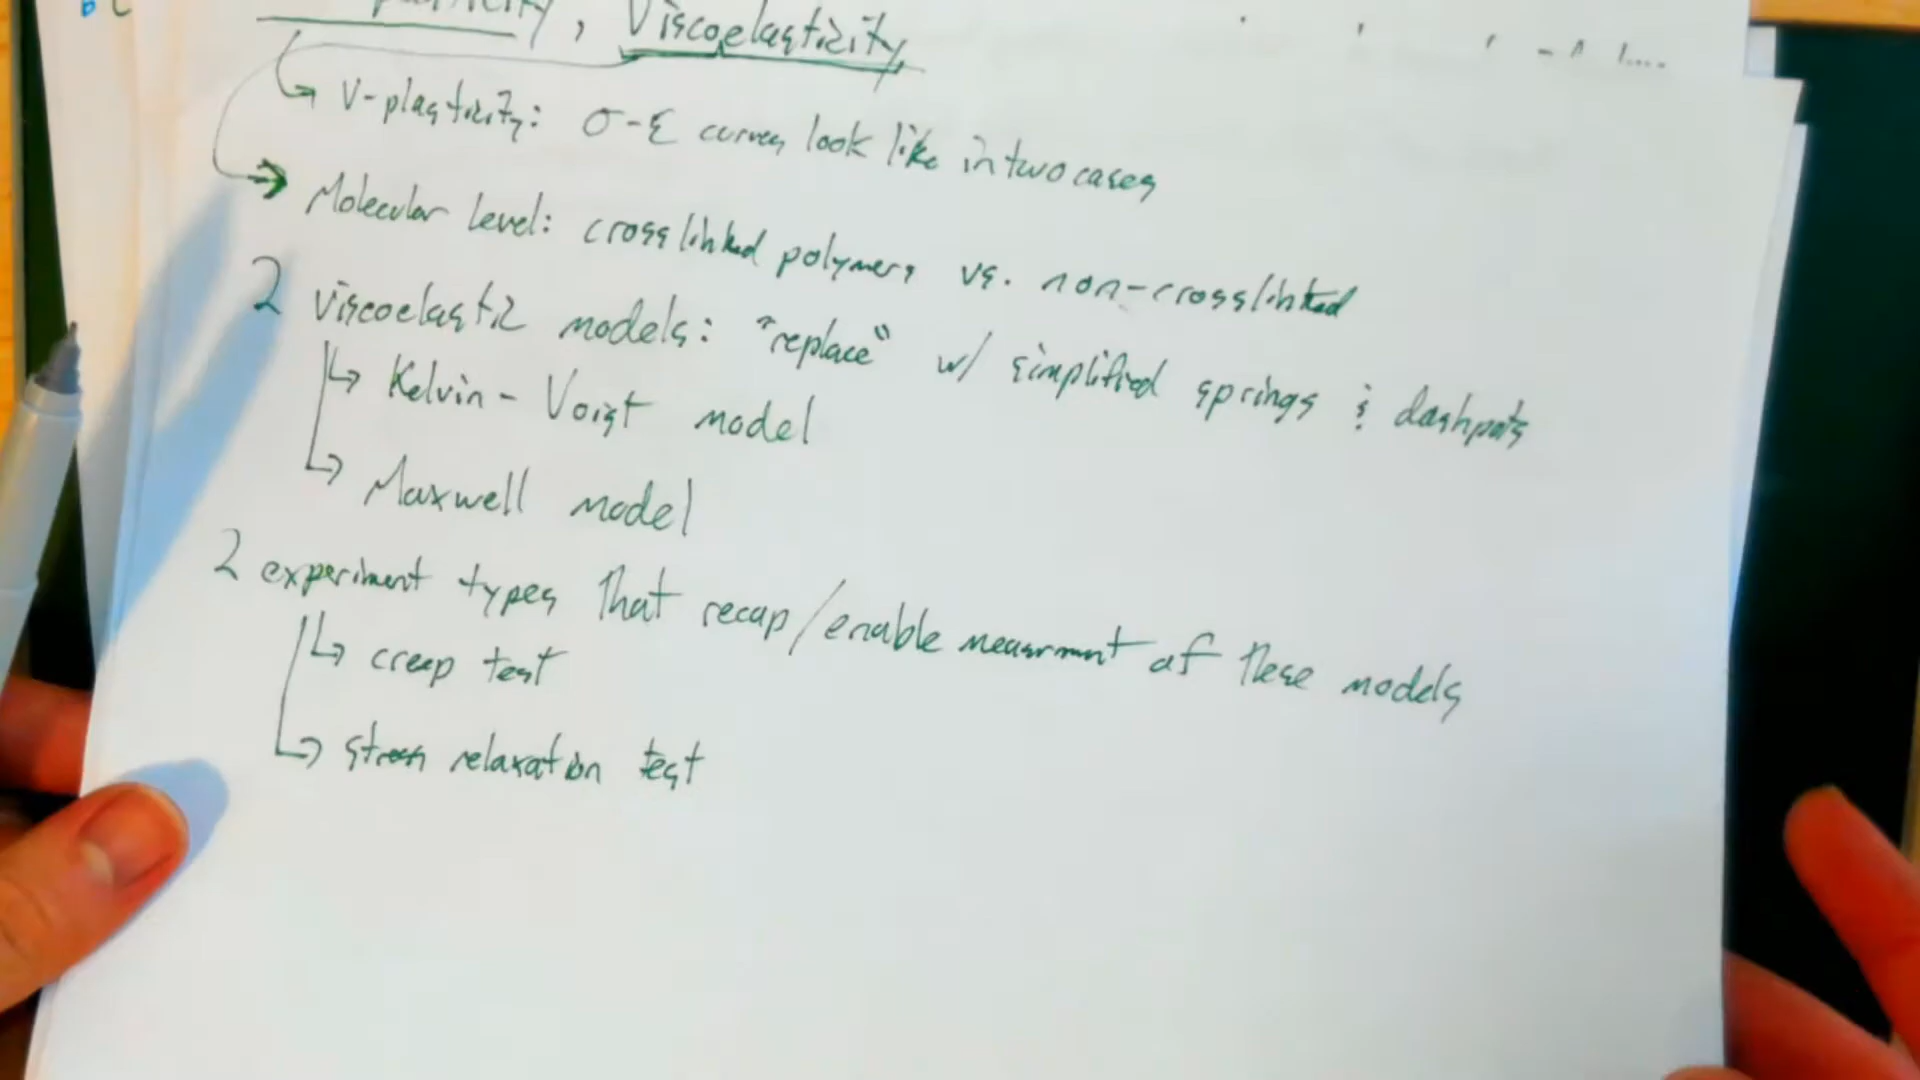 , Viscoelasticity
↳ V-plasticity: σ-ε curves look like in two cases
→ Molecular Level: crosslinked polymers vs. non-crosslinked
2 viscoelastic models: "replace" w/ simplified springs & dashpots
↳ Kelvin-Voigt model
↳ Maxwell model
2 experiment types that recap/enable measurment of these models
↳ creep test
↳ stress relaxation test